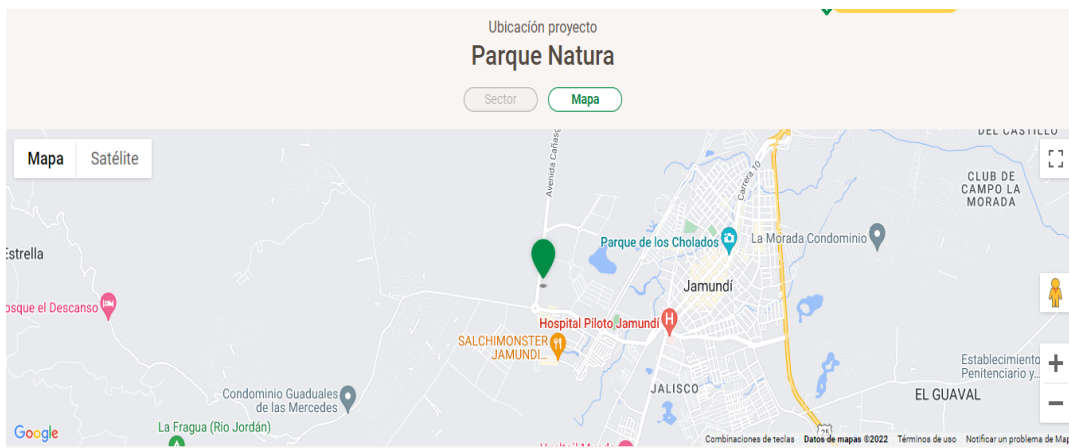 Ubicación proyecto
Parque Natura
Sector
Mapa
Mapa
Satélite
DEL CASTILLO
Avenida Cañasg
Carrera 10
CLUB DE
CAMPO LA
MORADA
Parque de los Cholados
La Morada Condominio
Estrella
Jamundí
osque el Descanso
Hospital Piloto Jamundí
SALCHIMONSTER
JAMUNDI...
Establecimiento
Penitenciario y...
JALISCO
EL GUAVAL
Condominio Guaduales
de las Mercedes
La Fragua (Rio Jordán)
25
Google
Combinaciones de teclas
Datos de mapas ©2022
Términos de uso
Notificar un problema de Map